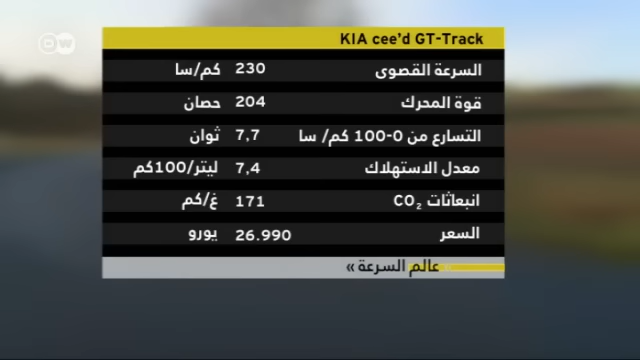 DW
KIA cee'd GT-Track
السرعة القصوى 230 كم/سا
قوة المحرك 204 حصان
التسارع من 0-100 كم/ سا 7,7 ثوان
معدل الاستهلاك 7,4 ليتر/100كم
انبعاثات CO₂ 171 غ/كم
السعر 26.990 يورو
عالم السرعة »